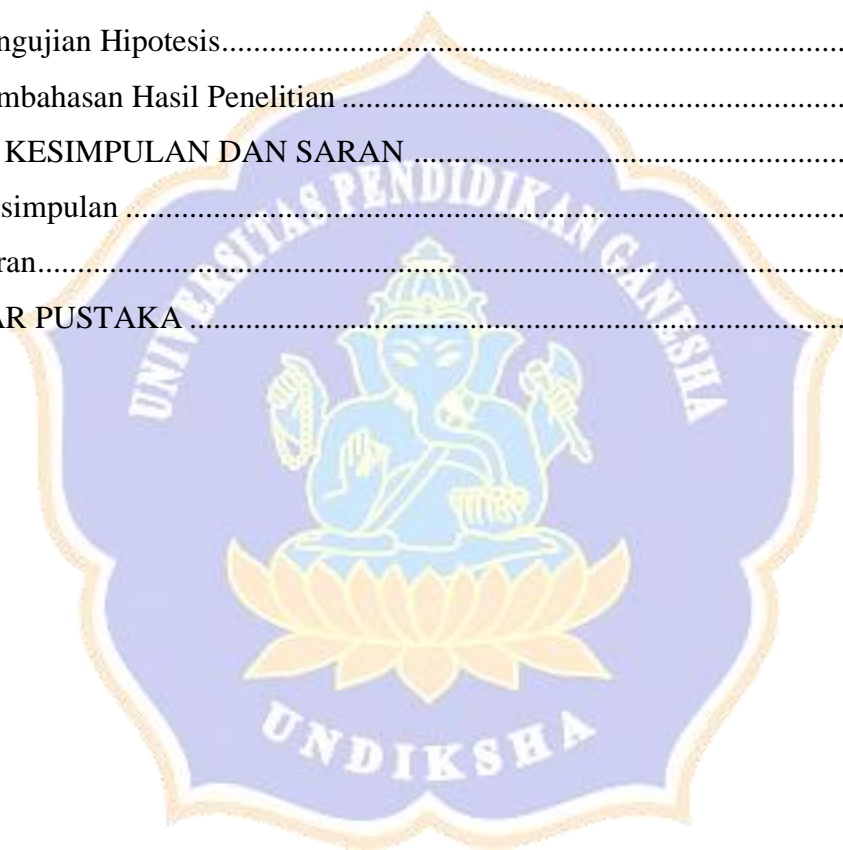 ngujian Hipotesis.......................................................................................
mbahasan Hasil Penelitian .......................................................................
KESIMPULAN DAN SARAN .............................................................
simpulan ....................................................................................................
ran................................................................................................................
AR PUSTAKA ..........................................................................................
UNIVERSITAS PENDIDIKAN GANESHA
UNDIKSHA